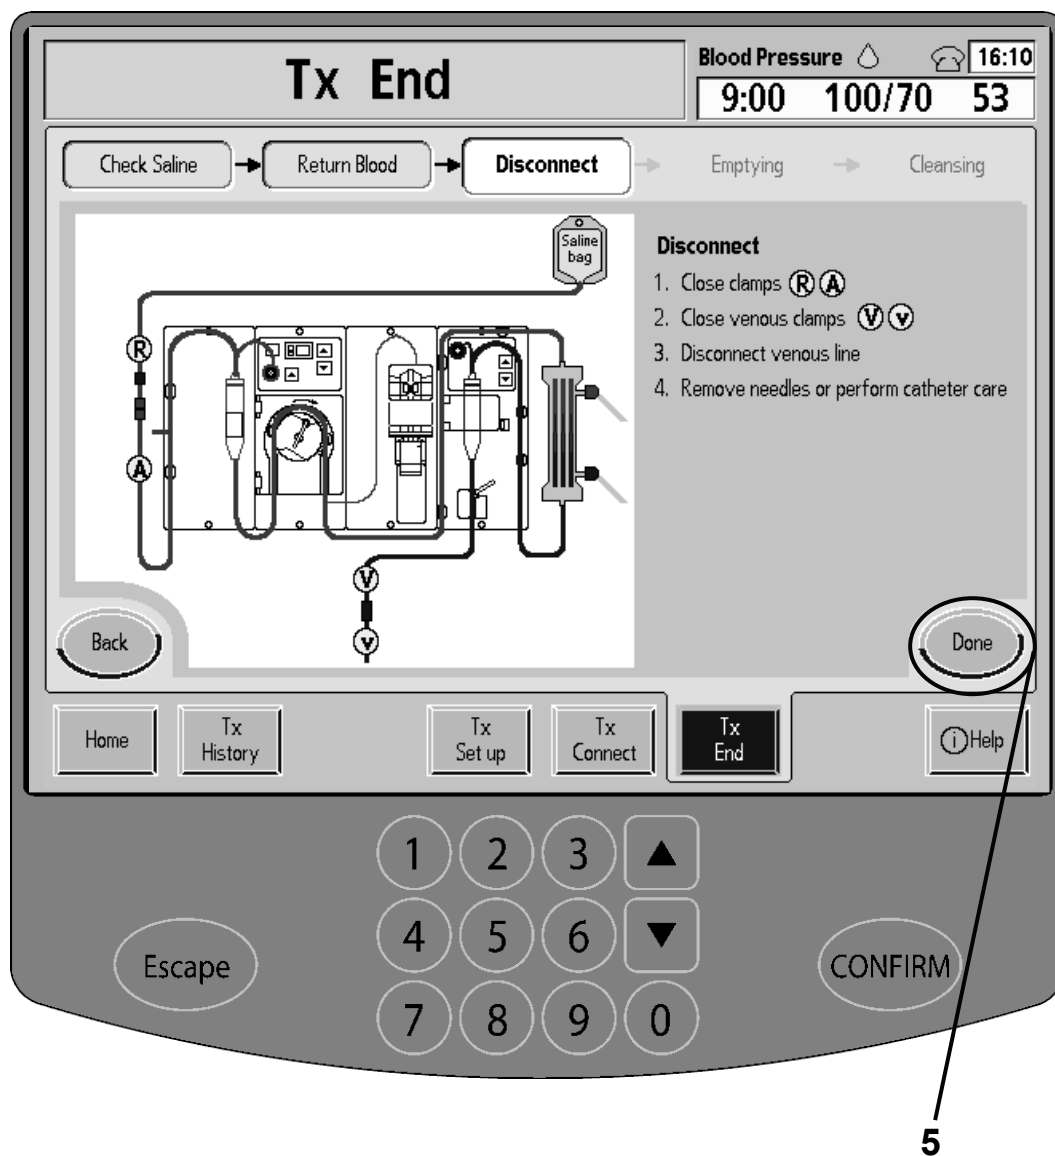 Tx End
Blood Pressure 16:10
9:00 100/70 53
Check Saline Return Blood Disconnect Emptying Cleansing
Saline
bag
R
A
V
v
Disconnect
1. Close clamps R A
2. Close venous clamps V v
3. Disconnect venous line
4. Remove needles or perform catheter care
Back
Done
Home
Tx
History
Tx
Set up
Tx
Connect
Tx
End
i Help
1 2 3
4 5 6
7 8 9 0
Escape
CONFIRM
5